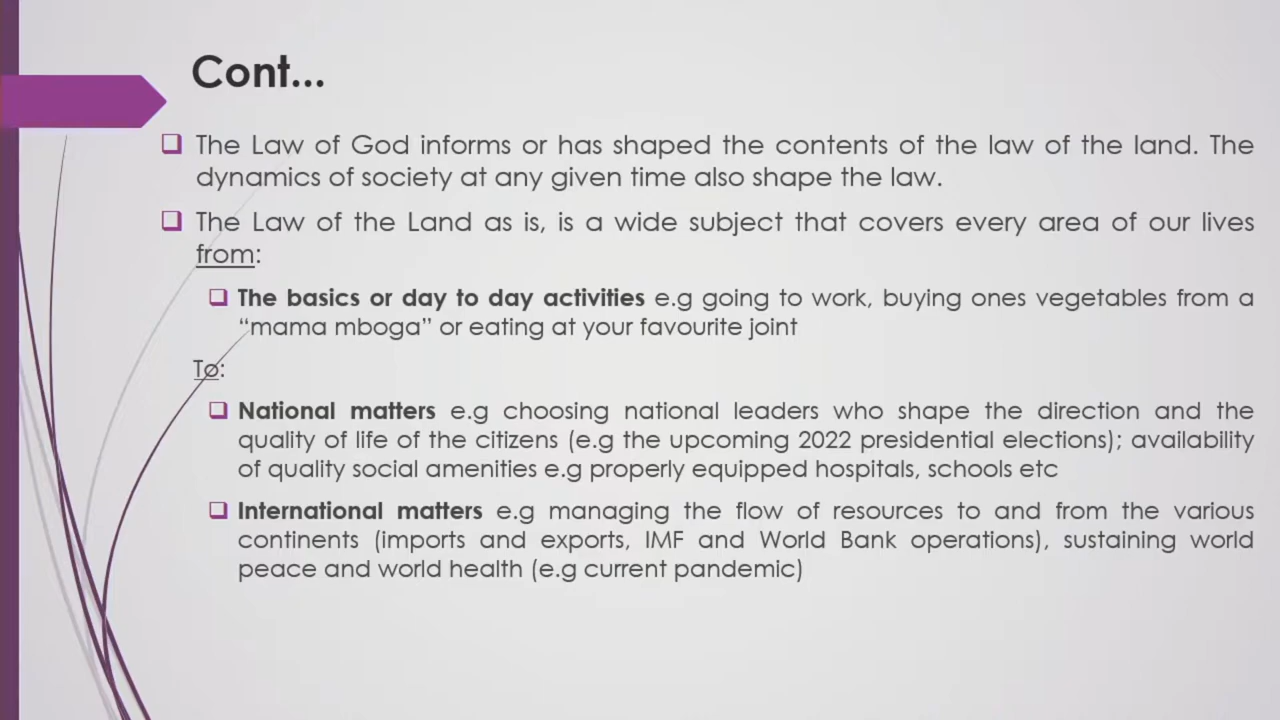 Cont...
The Law of God informs or has shaped the contents of the law of the land. The
dynamics of society at any given time also shape the law.
The Law of the Land as is, is a wide subject that covers every area of our lives
from:
The basics or day to day activities e.g going to work, buying ones vegetables from a
“mama mboga” or eating at your favourite joint
To:
National matters e.g choosing national leaders who shape the direction and the
quality of life of the citizens (e.g the upcoming 2022 presidential elections); availability
of quality social amenities e.g properly equipped hospitals, schools etc
International matters e.g managing the flow of resources to and from the various
continents (imports and exports, IMF and World Bank operations), sustaining world
peace and world health (e.g current pandemic)